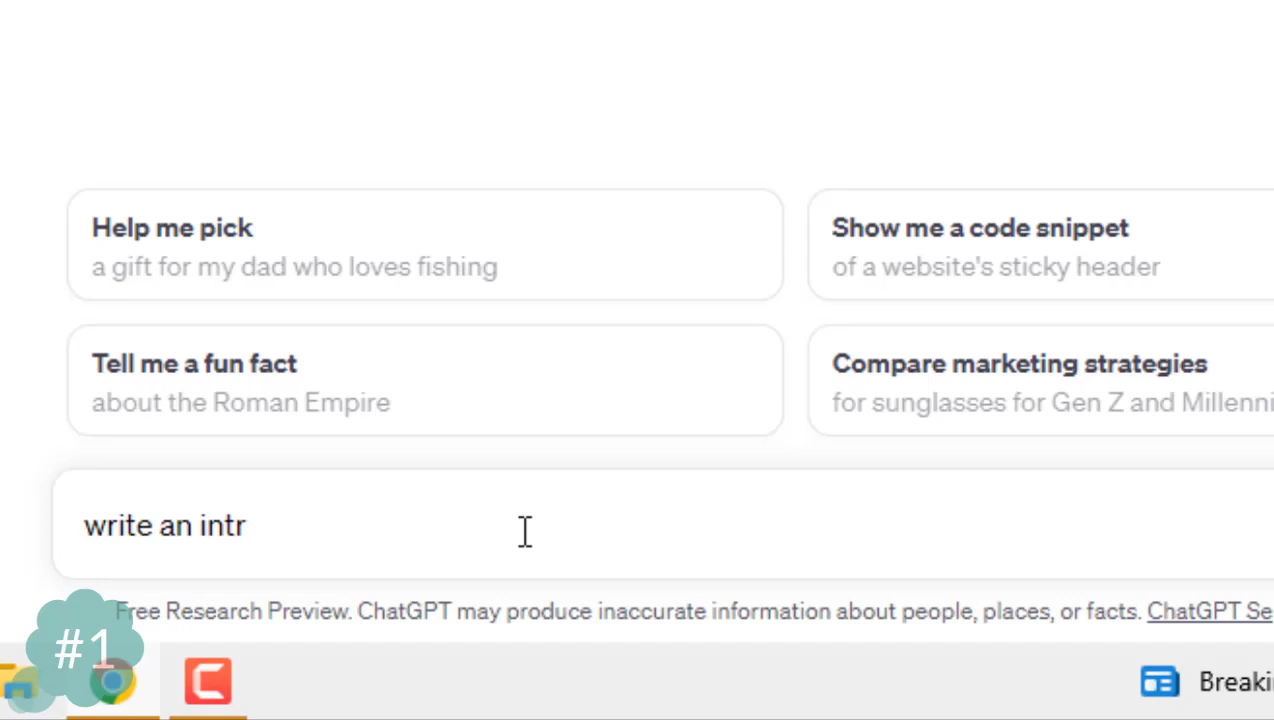 Help me pick
a gift for my dad who loves fishing
Show me a code snippet
of a website's sticky header
Tell me a fun fact
about the Roman Empire
Compare marketing strategies
for sunglasses for Gen Z and Millenni
write an intr
Free Research Preview. ChatGPT may produce inaccurate information about people, places, or facts. ChatGPT Se
#1
Breaki